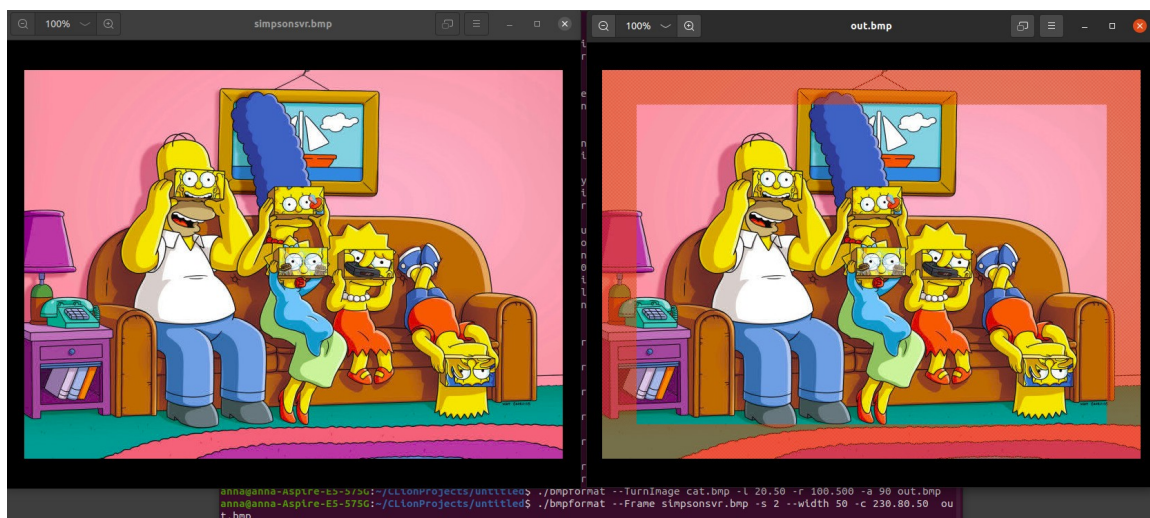 100%
simpsonsvr.bmp
100%
out.bmp
anna@anna-Aspire-E5-575G:~/CLionProjects/untitled$ ./bmpformat --TurnImage cat.bmp -l 20.50 -r 100.500 -a 90 out.bmp
anna@anna-Aspire-E5-575G:~/CLionProjects/untitled$ ./bmpformat --Frame simpsonsvr.bmp -s 2 --width 50 -c 230.80.50  ou
t.bmp